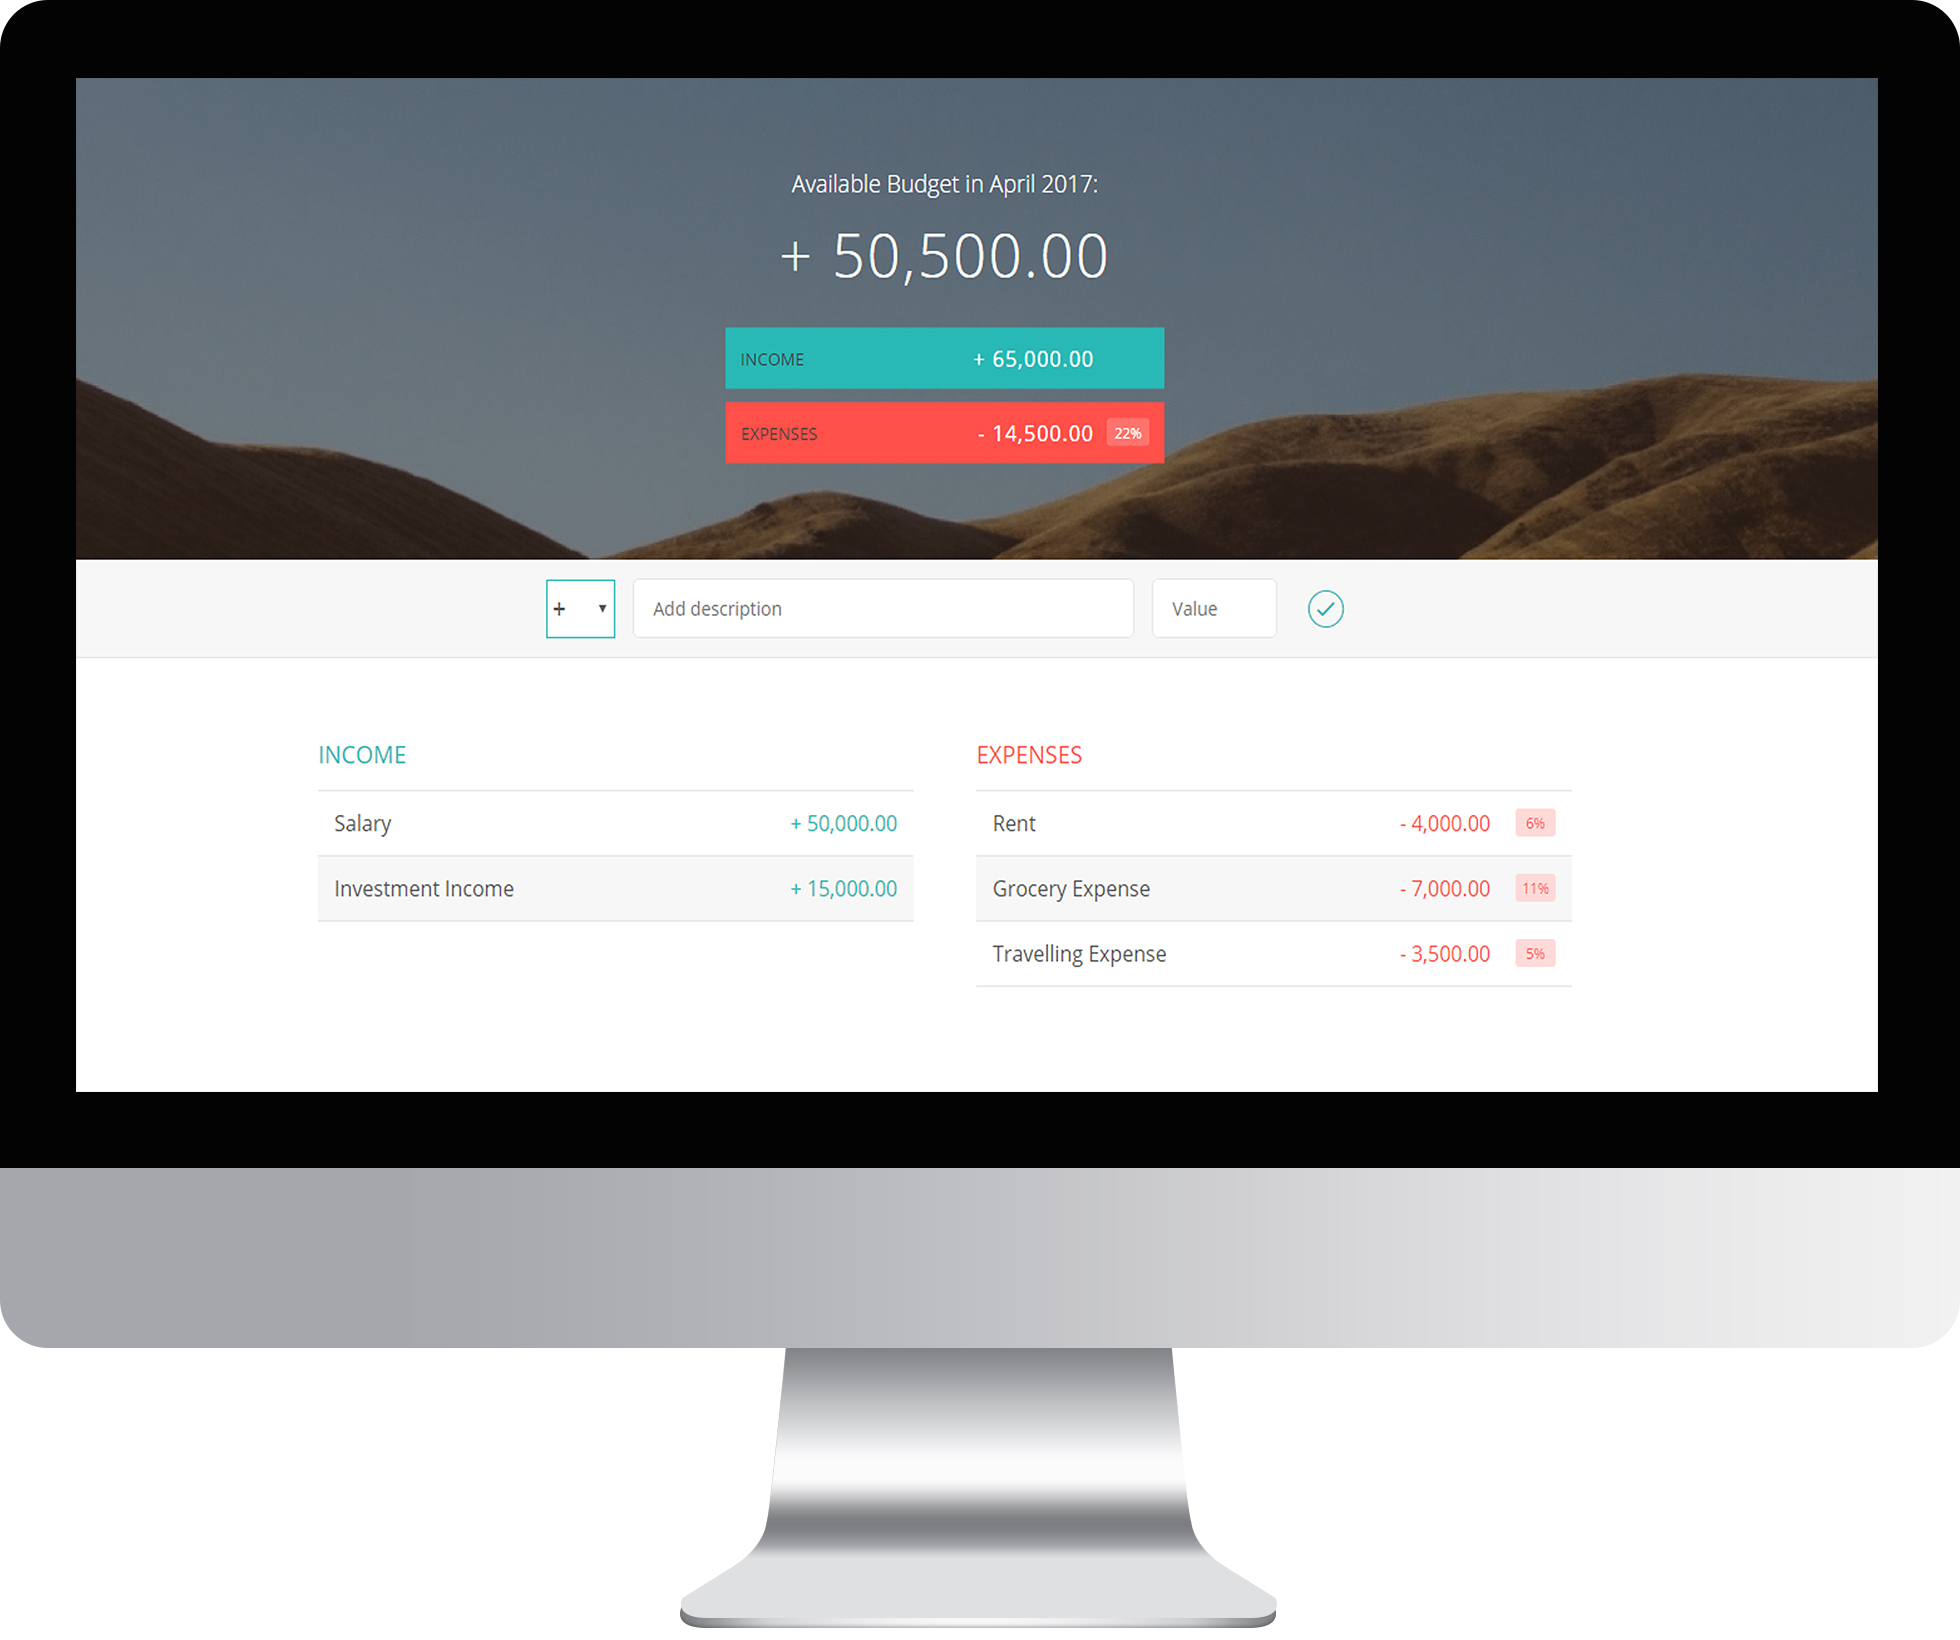 Available Budget in April 2017:
+ 50,500.00
INCOME + 65,000.00
EXPENSES - 14,500.00 22%
+ ▼ Add description Value
INCOME
Salary + 50,000.00
Investment Income + 15,000.00
EXPENSES
Rent - 4,000.00 6%
Grocery Expense - 7,000.00 11%
Travelling Expense - 3,500.00 5%